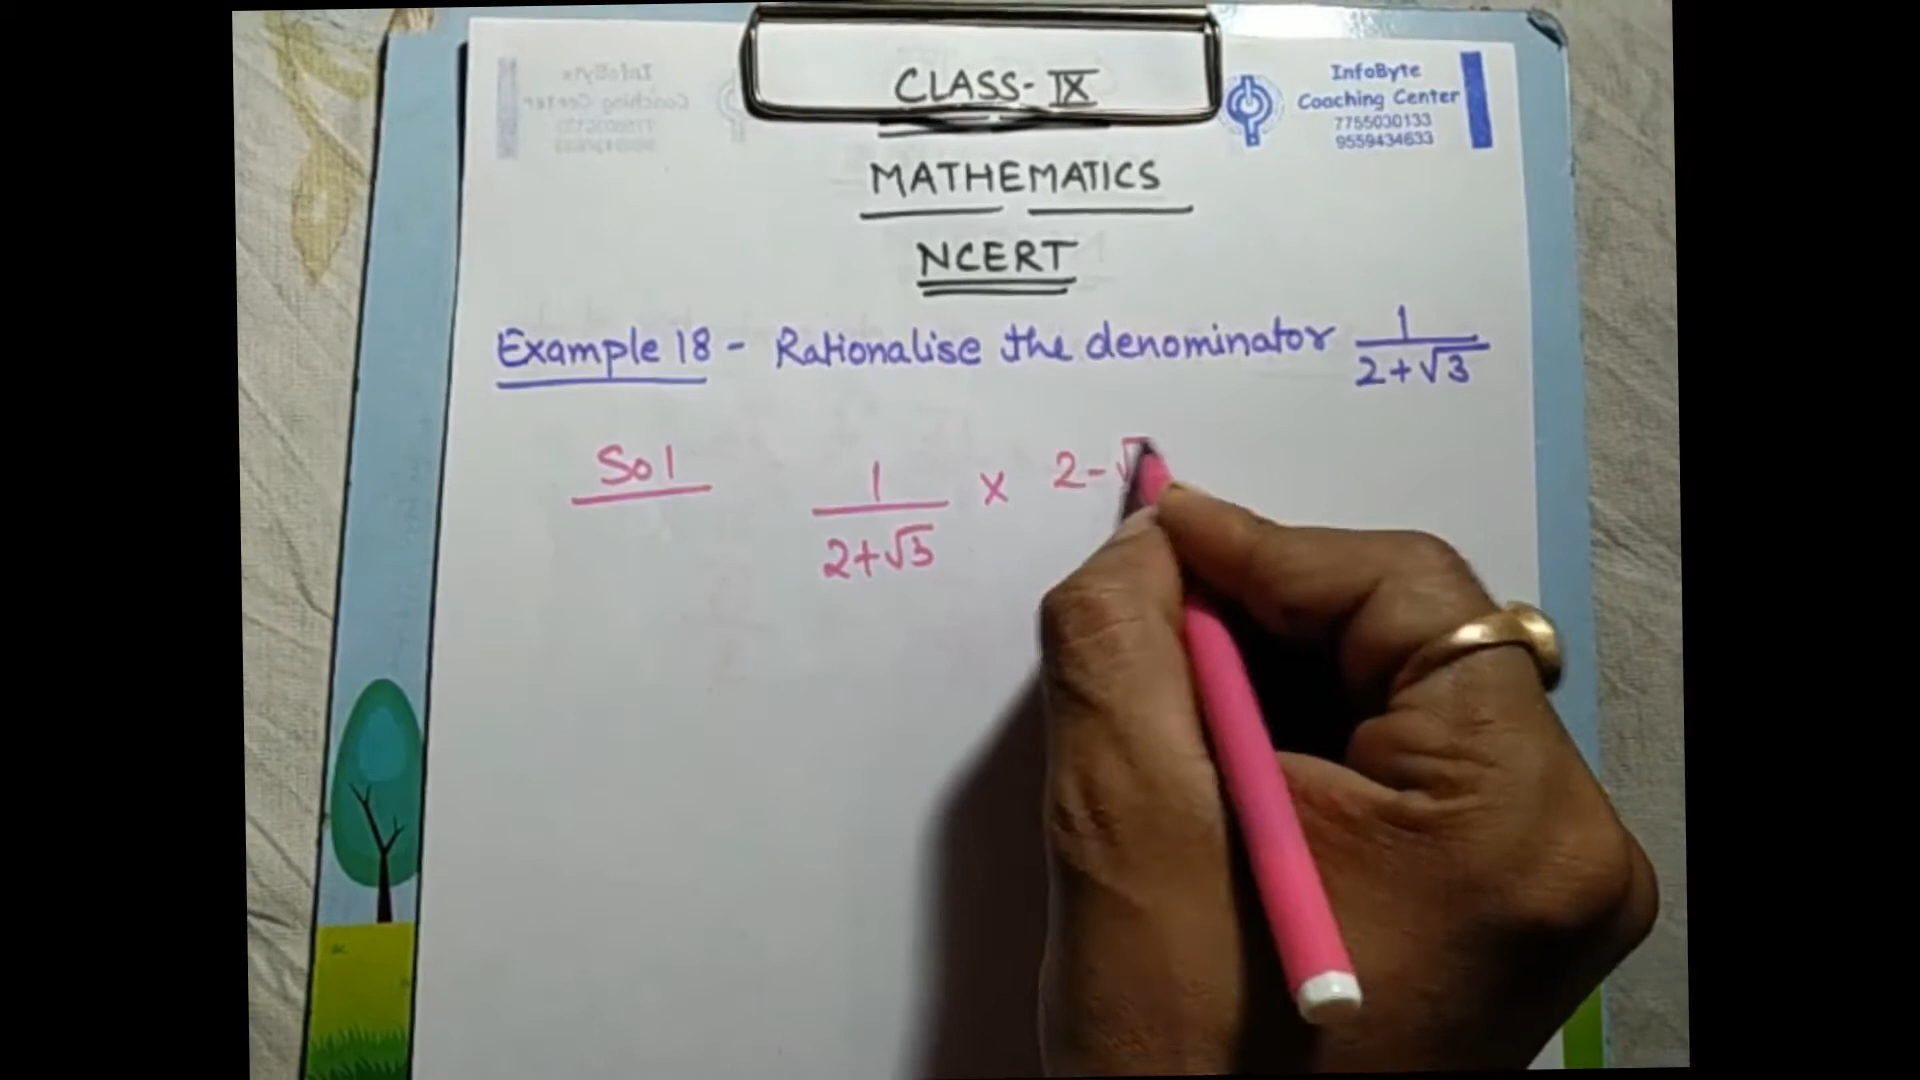 CLASS- IX
InfoByte
Coaching Center
7755030133
9559434633
MATHEMATICS
NCERT
Example 18 - Rationalise the denominator 1/(2+√3)
Sol
1/(2+√3) x 2-√